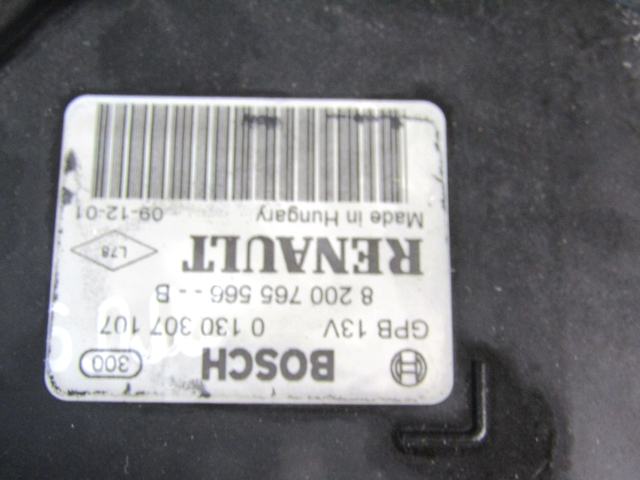 BOSCH 300
GPB 13V 0 130 307 107
8 200 765 566 -- B
RENAULT L78
Made in Hungary 09-12-01